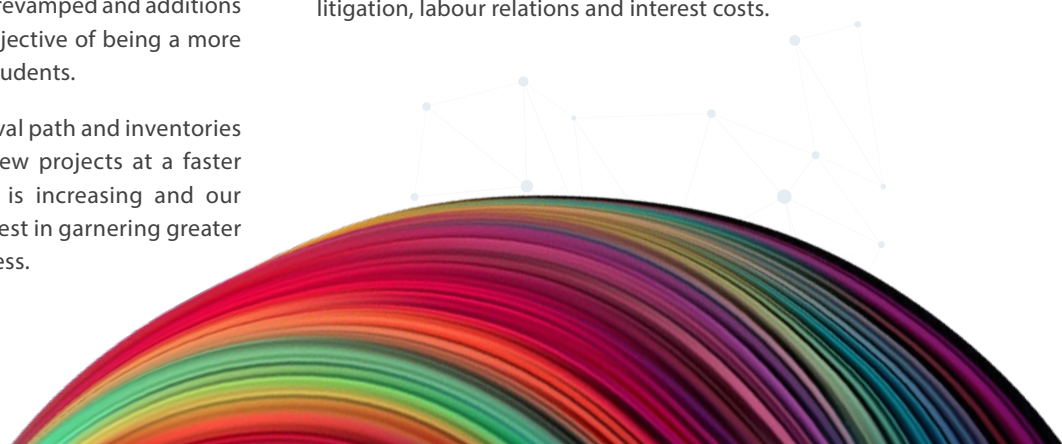 revamped and additions
jective of being a more
udents.
val path and inventories
ew projects at a faster
is increasing and our
est in garnering greater
ess.
litigation, labour relations and interest costs.